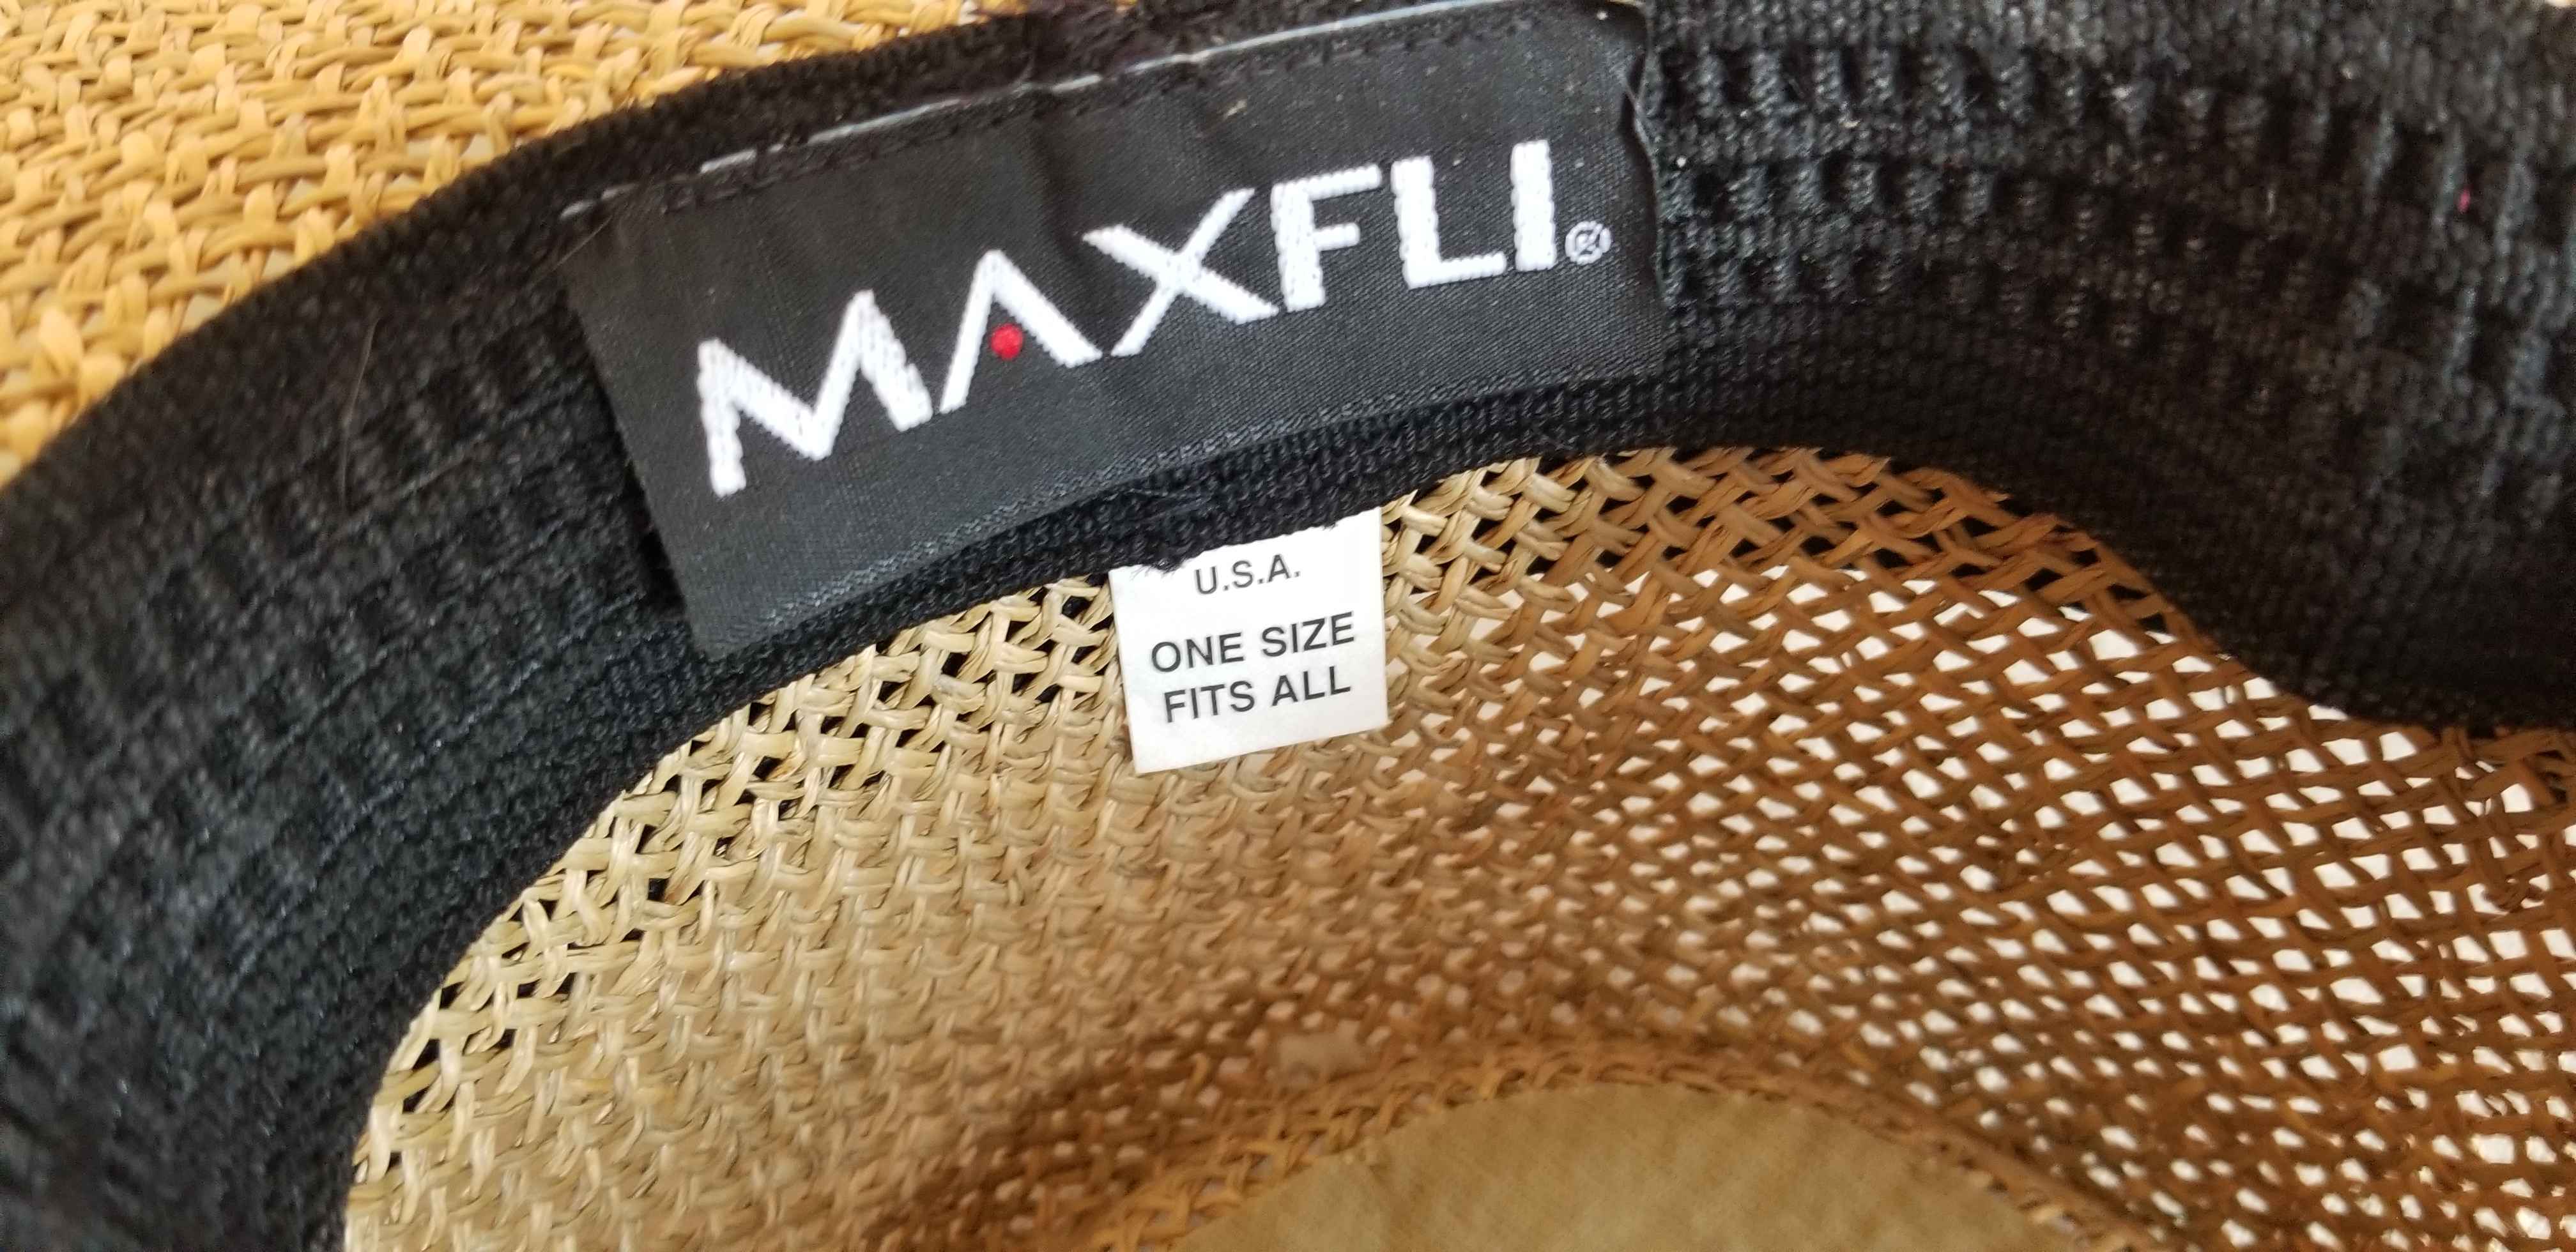 MAXFLI®
U.S.A.
ONE SIZE
FITS ALL